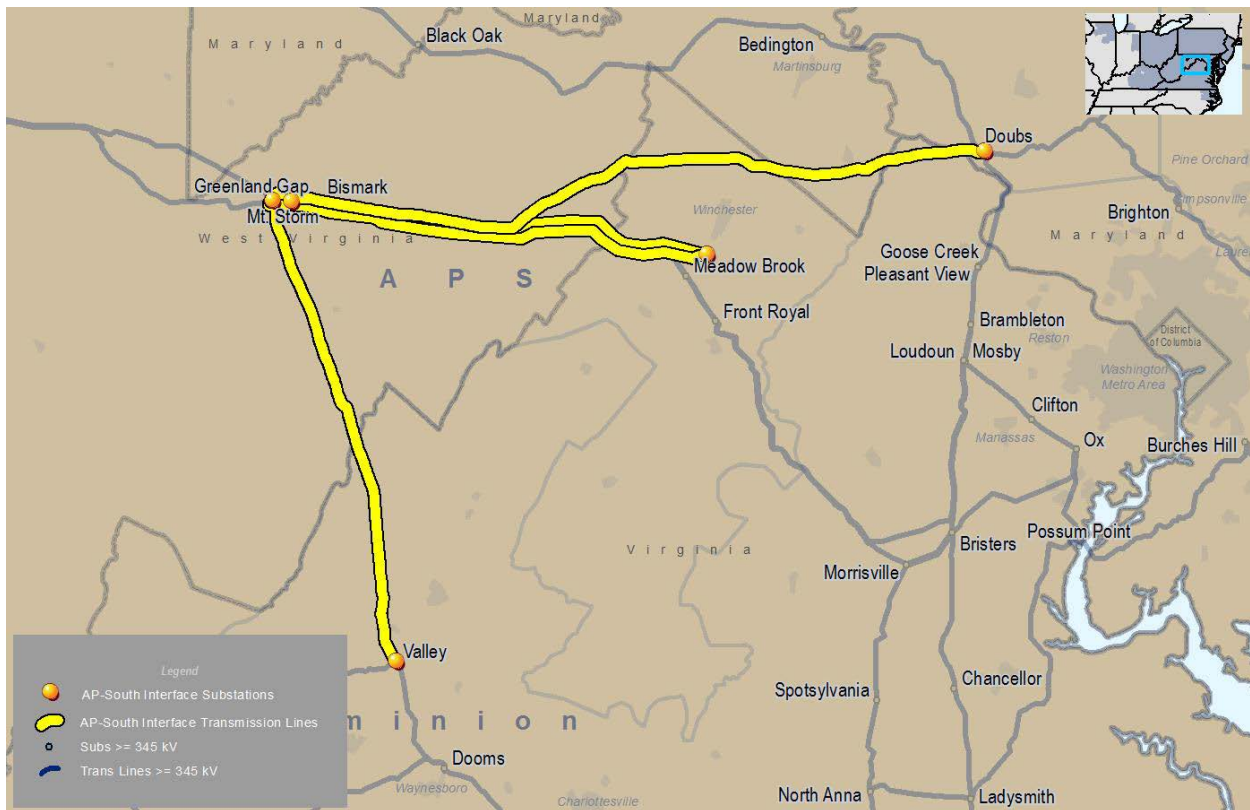 Maryland
Maryland
Black Oak
Bedington
Martinsburg
Doubs
Pine Orchard
Simpsonville
Greenland Gap
Bismark
Mt. Storm
Winchester
Brighton
West Virginia
Maryland
Laure
Goose Creek
Pleasant View
APS
Meadow Brook
Front Royal
Brambleton
Reston
District
of Columbia
Loudoun
Mosby
Washington
Metro Area
Clifton
Manassas
Ox
Burches Hill
Virginia
Bristers
Possum Point
Morrisville
Valley
Chancellor
Spotsylvania
minion
Dooms
Waynesboro
Charlottesville
North Anna
Ladysmith
Legend
AP-South Interface Substations
AP-South Interface Transmission Lines
Subs >= 345 kV
Trans Lines >= 345 kV